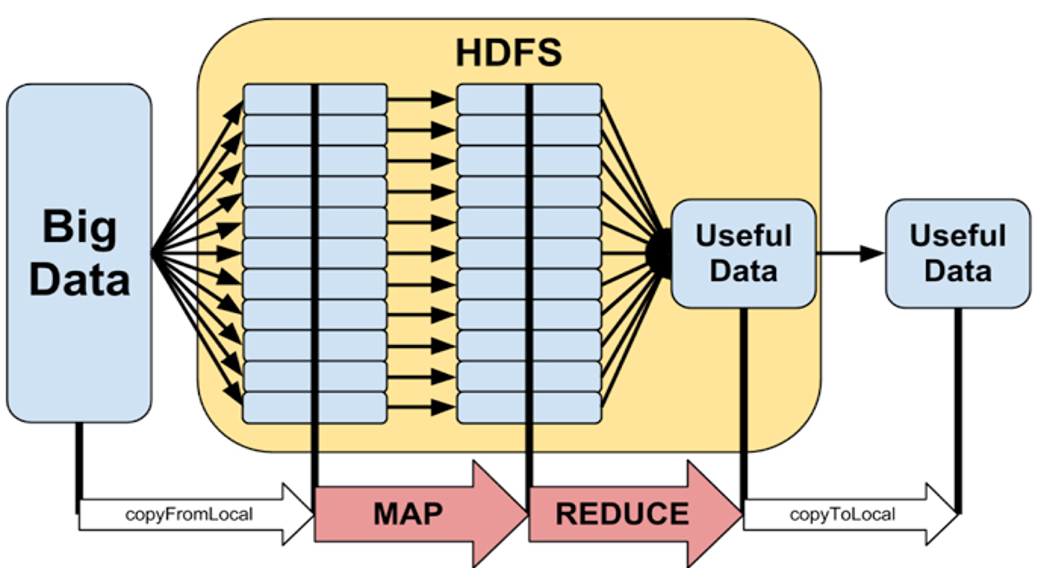 HDFS
Big
Data
Useful
Data
Useful
Data
copyFromLocal
MAP
REDUCE
copyToLocal